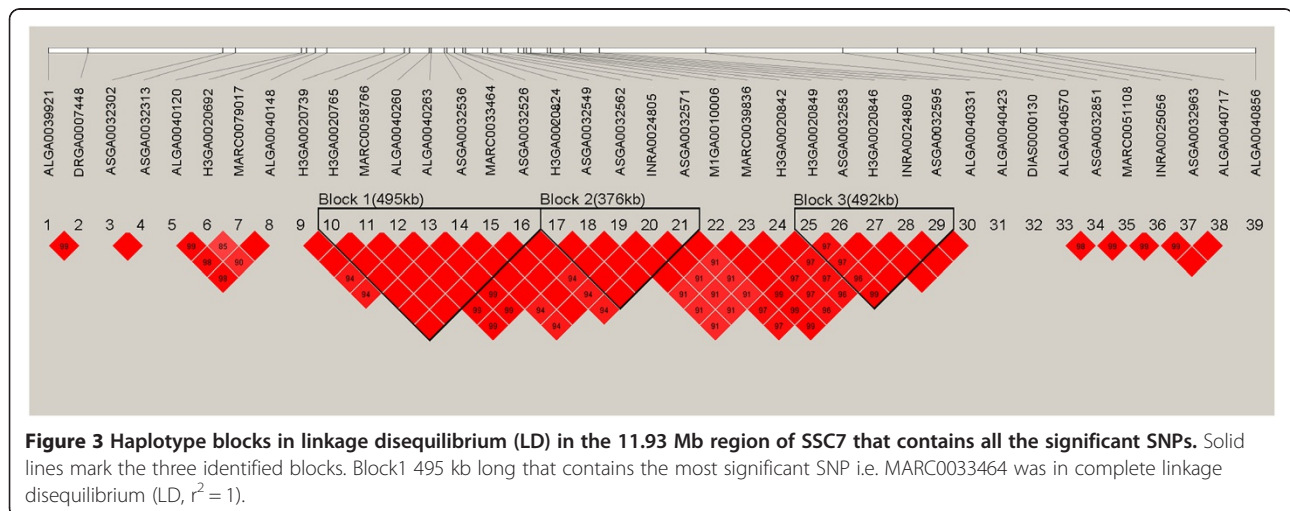 ALGA0039921
DRGA0007448
ASGA0032302
ASGA0032313
ALGA0040120
H3GA0020692
MARC0079017
ALGA0040148
H3GA0020739
H3GA0020765
MARC0058766
ALGA0040260
ALGA0040263
ASGA0032536
MARC0033464
ASGA0032526
H3GA0020824
ASGA0032549
ASGA0032562
INRA0024805
ASGA0032571
M1GA0010006
MARC0039836
H3GA0020842
H3GA0020849
ASGA0032583
H3GA0020846
INRA0024809
ASGA0032595
ALGA0040331
ALGA0040423
DIAS0000130
ALGA0040570
ASGA0032851
MARC0051108
INRA0025056
ASGA0032963
ALGA0040717
ALGA0040856
Block 1(495kb) Block 2(376kb) Block 3(492kb)
1 2 3 4 5 6 7 8 9 10 11 12 13 14 15 16 17 18 19 20 21 22 23 24 25 26 27 28 29 30 31 32 33 34 35 36 37 38 39
Figure 3 Haplotype blocks in linkage disequilibrium (LD) in the 11.93 Mb region of SSC7 that contains all the significant SNPs. Solid
lines mark the three identified blocks. Block1 495 kb long that contains the most significant SNP i.e. MARC0033464 was in complete linkage
disequilibrium (LD, r² = 1).